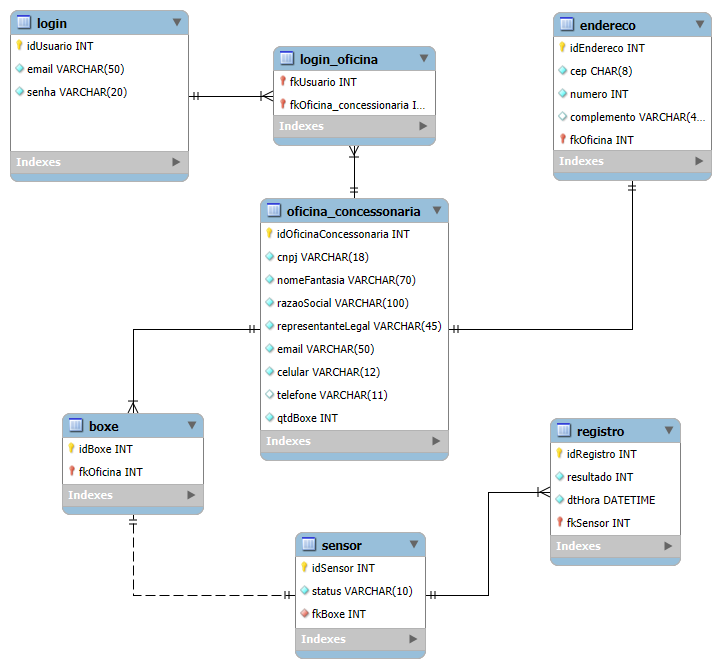 login
idUsuario INT
email VARCHAR(50)
senha VARCHAR(20)
Indexes
login_oficina
fkUsuario INT
fkOficina_concessionaria I...
Indexes
endereco
idEndereco INT
cep CHAR(8)
numero INT
complemento VARCHAR(4...
fkOficina INT
Indexes
oficina_concessonaria
idOficinaConcessonaria INT
cnpj VARCHAR(18)
nomeFantasia VARCHAR(70)
razaoSocial VARCHAR(100)
representanteLegal VARCHAR(45)
email VARCHAR(50)
celular VARCHAR(12)
telefone VARCHAR(11)
qtdBoxe INT
Indexes
boxe
idBoxe INT
fkOficina INT
Indexes
registro
idRegistro INT
resultado INT
dtHora DATETIME
fkSensor INT
Indexes
sensor
idSensor INT
status VARCHAR(10)
fkBoxe INT
Indexes